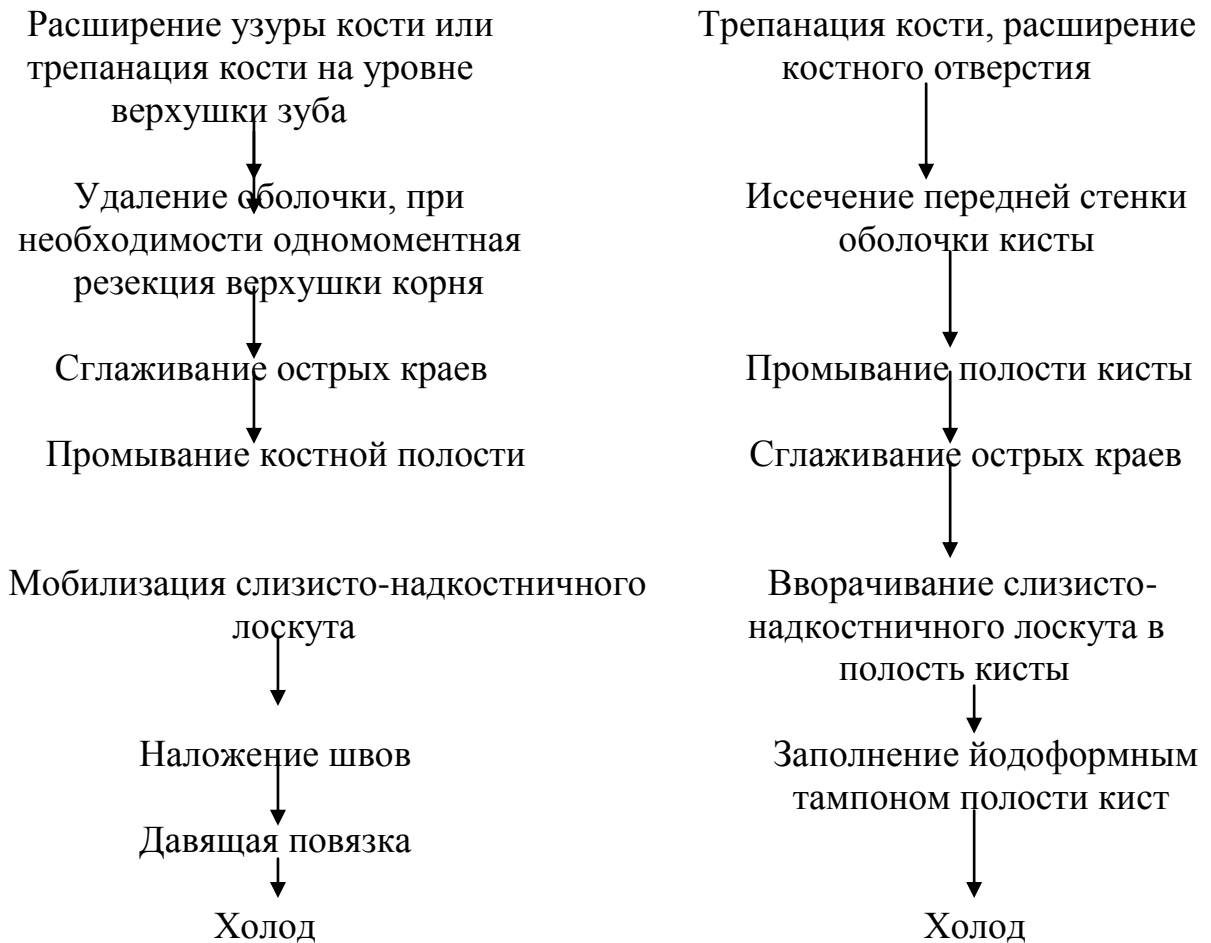 Расширение узуры кости или
трепанация кости на уровне
верхушки зуба
Удаление оболочки, при
необходимости одномоментная
резекция верхушки корня
Сглаживание острых краев
Промывание костной полости
Мобилизация слизисто-надкостничного
лоскута
Наложение швов
Давящая повязка
Холод
Трепанация кости, расширение
костного отверстия
Иссечение передней стенки
оболочки кисты
Промывание полости кисты
Сглаживание острых краев
Вворачивание слизисто-
надкостничного лоскута в
полость кисты
Заполнение йодоформным
тампоном полости кист
Холод